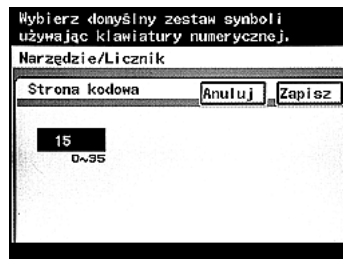 Wybierz domyślny zestaw symboli
używając klawiatury numerycznej.
Narzędzie/Licznik
Strona kodowa Anuluj Zapisz
15
0~35